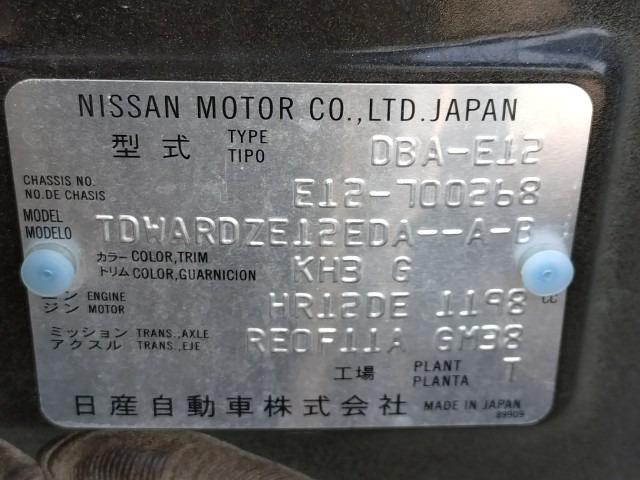 NISSAN MOTOR CO.,LTD.JAPAN
型式 TYPE TIPO DBA-E12
CHASSIS NO. NO.DE CHASIS E12-700268
MODEL MODELO TDWARDZE12EDA--A-B
カラー COLOR,TRIM トリム COLOR,GUARNICION KH3 G
ジン ENGINE MOTOR HR12DE 1198 CC
ミッション TRANS.,AXLE アクスル TRANS.,EJE RE0F11A GM38
工場 PLANT PLANTA T
日産自動車株式会社 MADE IN JAPAN
89909